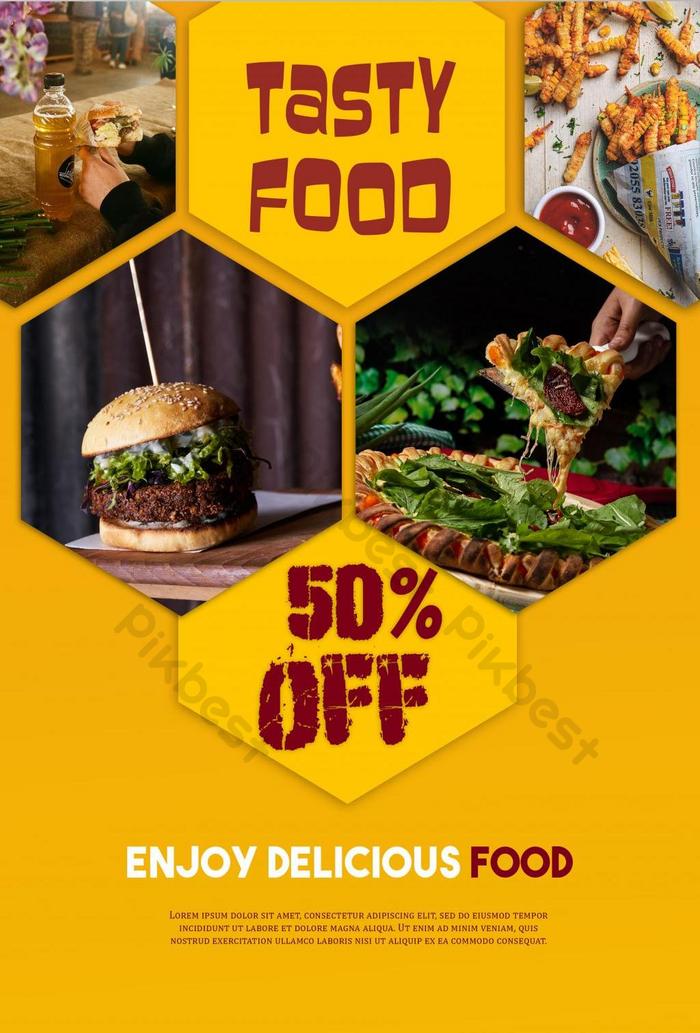 TaSTY
FOOD
50%
OFF
ENJOY DELICIOUS FOOD
Lorem ipsum dolor sit amet, consectetur adipiscing elit, sed do eiusmod tempor
incididunt ut labore et dolore magna aliqua. Ut enim ad minim veniam, quis
nostrud exercitation ullamco laboris nisi ut aliquip ex ea commodo consequat.
pikbest
pikbest
pikbest